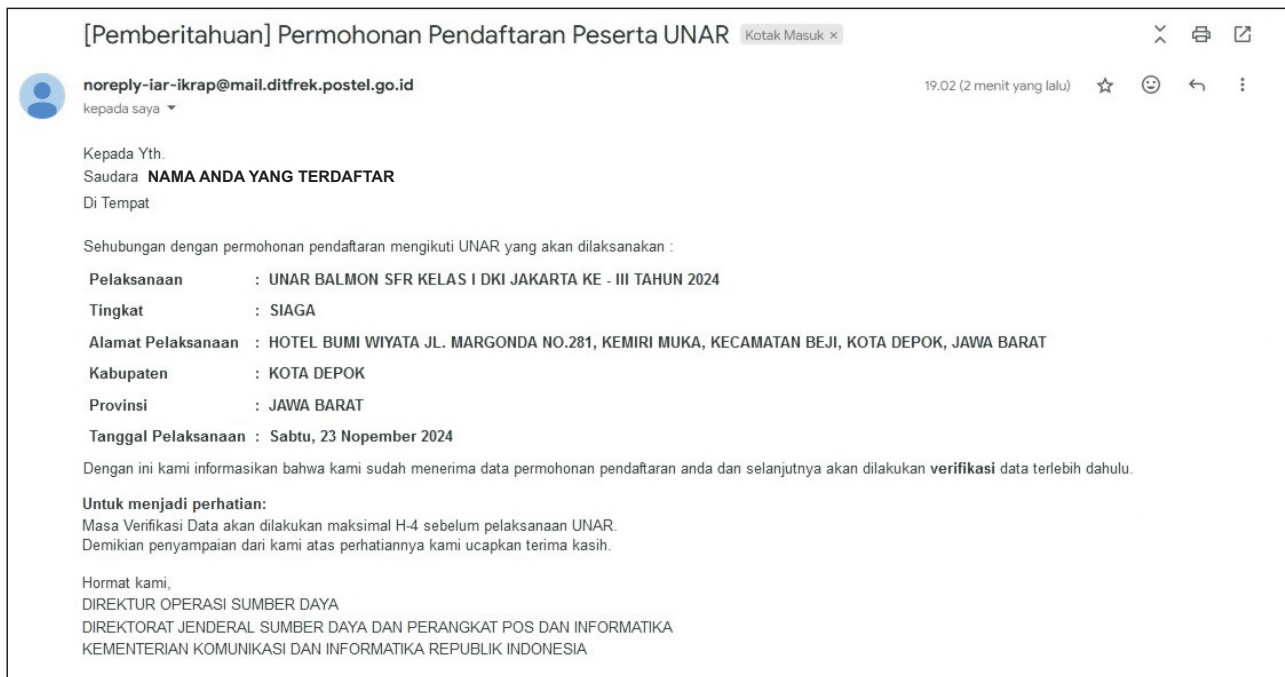 [Pemberitahuan] Permohonan Pendaftaran Peserta UNAR Kotak Masuk ×
noreply-iar-ikrap@mail.ditfrek.postel.go.id 19.02 (2 menit yang lalu)
kepada saya
Kepada Yth.
Saudara NAMA ANDA YANG TERDAFTAR
Di Tempat
Sehubungan dengan permohonan pendaftaran mengikuti UNAR yang akan dilaksanakan :
Pelaksanaan : UNAR BALMON SFR KELAS I DKI JAKARTA KE - III TAHUN 2024
Tingkat : SIAGA
Alamat Pelaksanaan : HOTEL BUMI WIYATA JL. MARGONDA NO.281, KEMIRI MUKA, KECAMATAN BEJI, KOTA DEPOK, JAWA BARAT
Kabupaten : KOTA DEPOK
Provinsi : JAWA BARAT
Tanggal Pelaksanaan : Sabtu, 23 Nopember 2024
Dengan ini kami informasikan bahwa kami sudah menerima data permohonan pendaftaran anda dan selanjutnya akan dilakukan verifikasi data terlebih dahulu.
Untuk menjadi perhatian:
Masa Verifikasi Data akan dilakukan maksimal H-4 sebelum pelaksanaan UNAR.
Demikian penyampaian dari kami atas perhatiannya kami ucapkan terima kasih.
Hormat kami,
DIREKTUR OPERASI SUMBER DAYA
DIREKTORAT JENDERAL SUMBER DAYA DAN PERANGKAT POS DAN INFORMATIKA
KEMENTERIAN KOMUNIKASI DAN INFORMATIKA REPUBLIK INDONESIA